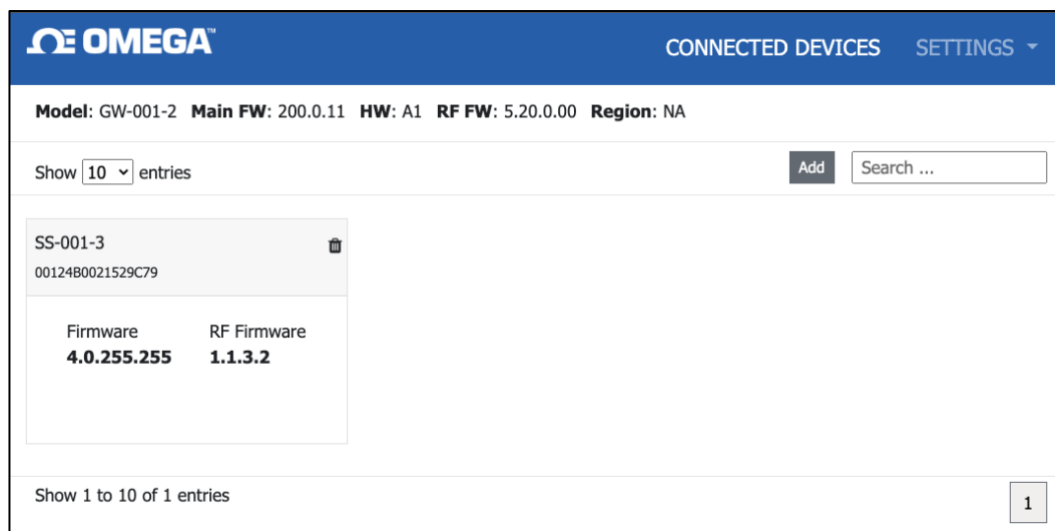 OMEGA™
CONNECTED DEVICES SETTINGS
Model: GW-001-2 Main FW: 200.0.11 HW: A1 RF FW: 5.20.0.00 Region: NA
Show 10 entries
Add Search ...
SS-001-3
00124B0021529C79
Firmware RF Firmware
4.0.255.255 1.1.3.2
Show 1 to 10 of 1 entries
1